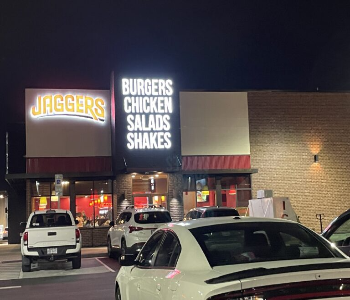 JAGGERS
BURGERS
CHICKEN
SALADS
SHAKES